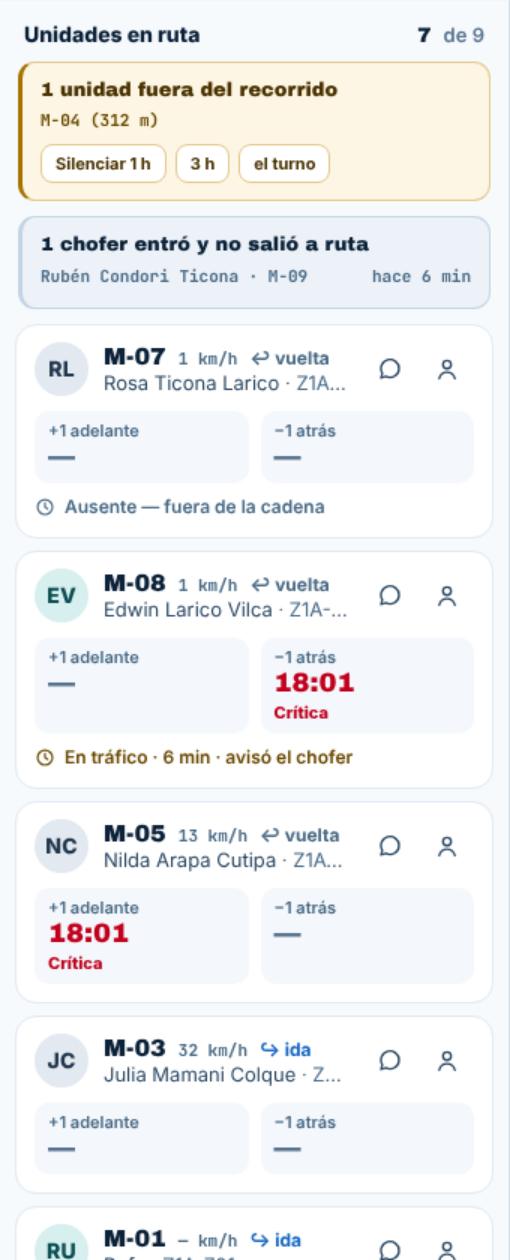 Unidades en ruta 7 de 9
1 unidad fuera del recorrido
M-04 (312 m)
Silenciar 1 h 3 h el turno
1 chofer entró y no salió a ruta
Rubén Condori Ticona · M-09 hace 6 min
RL M-07 1 km/h ↩ vuelta
Rosa Ticona Larico · Z1A...
+1 adelante −1 atrás
— —
Ausente — fuera de la cadena
EV M-08 1 km/h ↩ vuelta
Edwin Larico Vilca · Z1A-...
+1 adelante −1 atrás
— 18:01
Crítica
En tráfico · 6 min · avisó el chofer
NC M-05 13 km/h ↩ vuelta
Nilda Arapa Cutipa · Z1A...
+1 adelante −1 atrás
18:01 —
Crítica
JC M-03 32 km/h ↪ ida
Julia Mamani Colque · Z...
+1 adelante −1 atrás
— —
RU M-01 — km/h ↪ ida